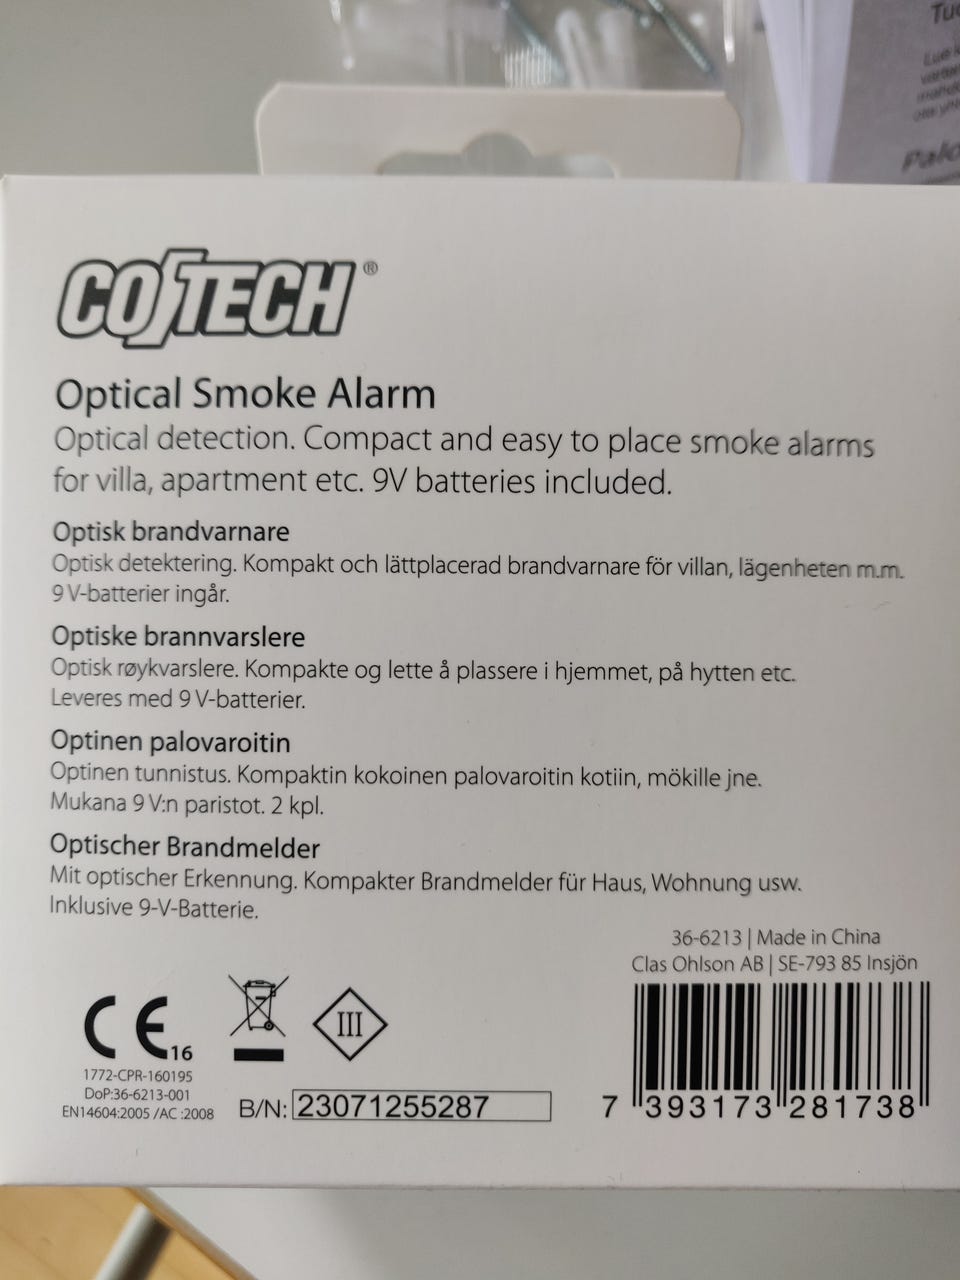 Tu
Lue
Palo
CO/TECH®
Optical Smoke Alarm
Optical detection. Compact and easy to place smoke alarms
for villa, apartment etc. 9V batteries included.
Optisk brandvarnare
Optisk detektering. Kompakt och lättplacerad brandvarnare för villan, lägenheten m.m.
9 V-batterier ingår.
Optiske brannvarslere
Optisk røykvarslere. Kompakte og lette å plassere i hjemmet, på hytten etc.
Leveres med 9 V-batterier.
Optinen palovaroitin
Optinen tunnistus. Kompaktin kokoinen palovaroitin kotiin, mökille jne.
Mukana 9 V:n paristot. 2 kpl.
Optischer Brandmelder
Mit optischer Erkennung. Kompakter Brandmelder für Haus, Wohnung usw.
Inklusive 9-V-Batterie.
36-6213 | Made in China
Clas Ohlson AB | SE-793 85 Insjön
CE 16
III
1772-CPR-160195
DoP:36-6213-001
EN14604:2005 /AC :2008
B/N: 23071255287
7 393173 281738